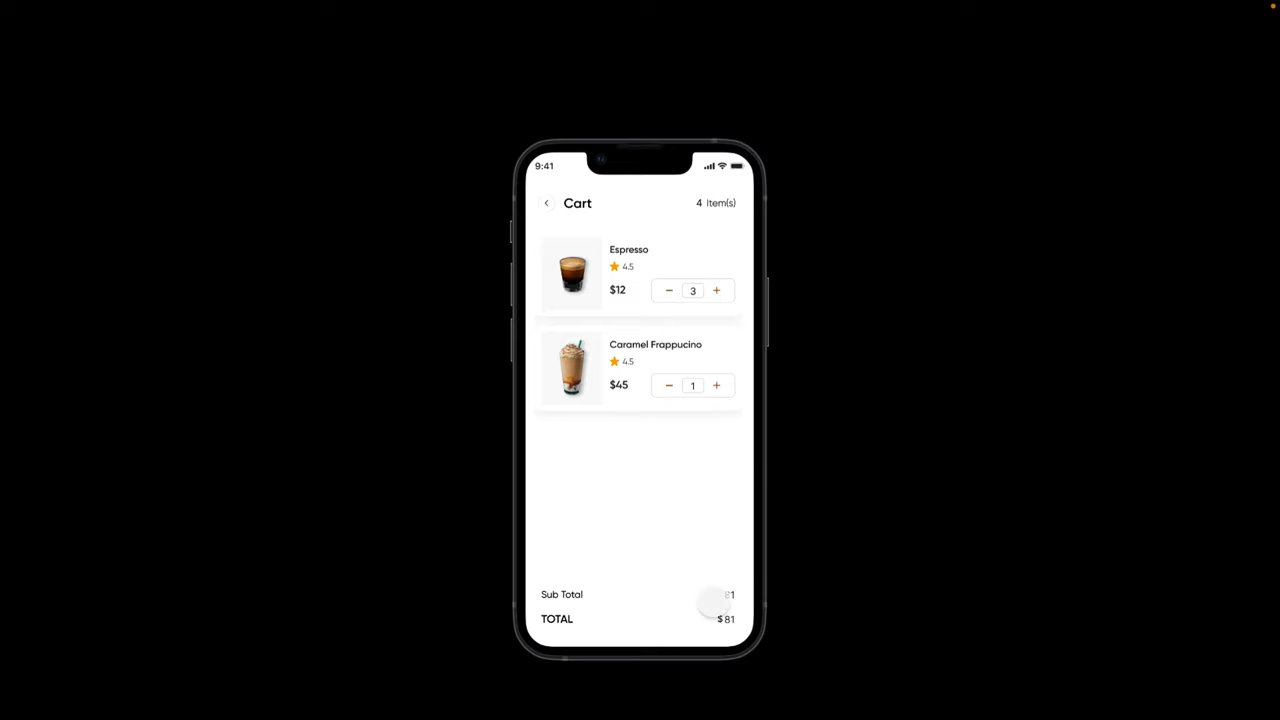 9:41
Cart
4 Item(s)
Espresso
4.5
$12
− 3 +
Caramel Frappucino
4.5
$45
− 1 +
Sub Total
TOTAL $ 81